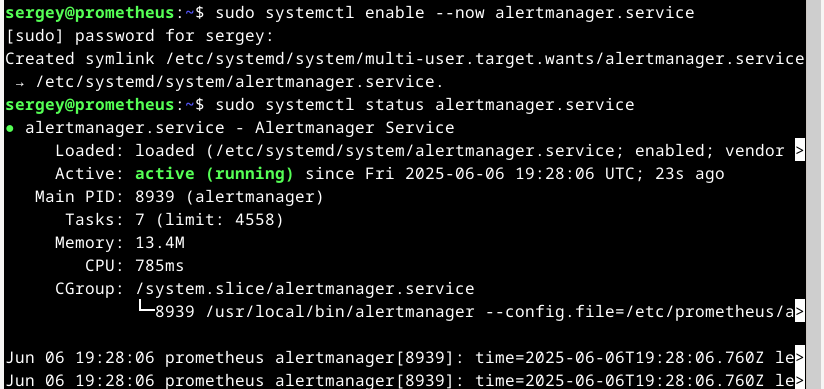 sergey@prometheus:~$ sudo systemctl enable --now alertmanager.service
[sudo] password for sergey:
Created symlink /etc/systemd/system/multi-user.target.wants/alertmanager.service
 → /etc/systemd/system/alertmanager.service.
sergey@prometheus:~$ sudo systemctl status alertmanager.service
● alertmanager.service - Alertmanager Service
     Loaded: loaded (/etc/systemd/system/alertmanager.service; enabled; vendor >
     Active: active (running) since Fri 2025-06-06 19:28:06 UTC; 23s ago
   Main PID: 8939 (alertmanager)
      Tasks: 7 (limit: 4558)
     Memory: 13.4M
        CPU: 785ms
     CGroup: /system.slice/alertmanager.service
             └─8939 /usr/local/bin/alertmanager --config.file=/etc/prometheus/a>
Jun 06 19:28:06 prometheus alertmanager[8939]: time=2025-06-06T19:28:06.760Z le>
Jun 06 19:28:06 prometheus alertmanager[8939]: time=2025-06-06T19:28:06.760Z le>